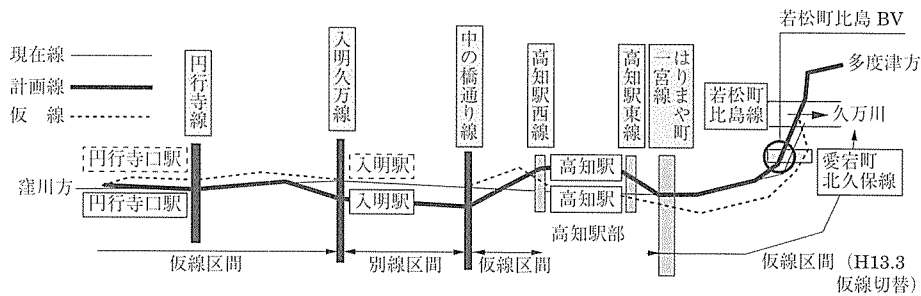 若松町比島 BV
現在線
計画線
仮　線
円行寺線
入明久万線
中の橋通り線
高知駅西線
高知駅東線
はりまや町
一宮線
若松町
比島線
多度津方
久万川
愛宕町
北久保線
円行寺口駅
入明駅
高知駅
窪川方
円行寺口駅
入明駅
高知駅
高知駅部
仮線区間
別線区間
仮線区間
仮線区間（H13.3
仮線切替）